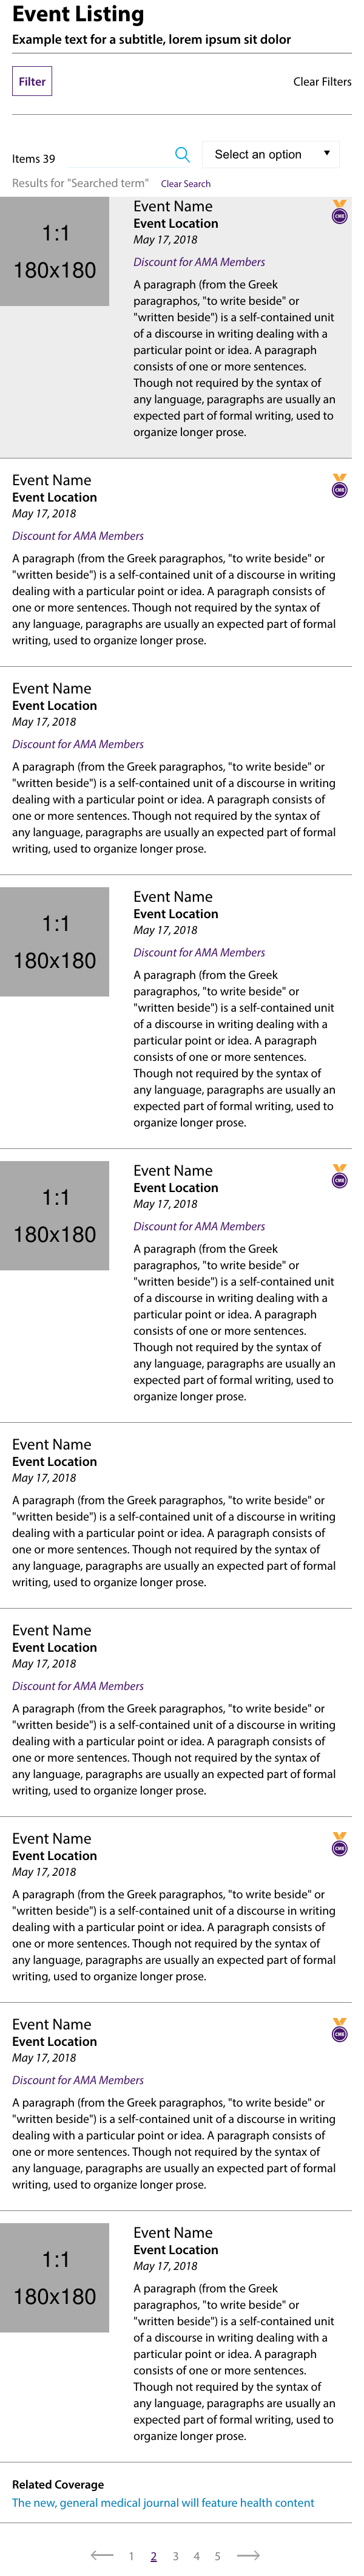 Event Listing
Example text for a subtitle, lorem ipsum sit dolor
Filter
Clear Filters
Items 39
Select an option
Results for "Searched term"
Clear Search
1:1
180x180
Event Name
CME
Event Location
May 17, 2018
Discount for AMA Members
A paragraph (from the Greek
paragraphos, "to write beside" or
"written beside") is a self-contained unit
of a discourse in writing dealing with a
particular point or idea. A paragraph
consists of one or more sentences.
Though not required by the syntax of
any language, paragraphs are usually an
expected part of formal writing, used to
organize longer prose.
Event Name
CME
Event Location
May 17, 2018
Discount for AMA Members
A paragraph (from the Greek paragraphos, "to write beside" or
"written beside") is a self-contained unit of a discourse in writing
dealing with a particular point or idea. A paragraph consists of
one or more sentences. Though not required by the syntax of
any language, paragraphs are usually an expected part of formal
writing, used to organize longer prose.
Event Name
Event Location
May 17, 2018
Discount for AMA Members
A paragraph (from the Greek paragraphos, "to write beside" or
"written beside") is a self-contained unit of a discourse in writing
dealing with a particular point or idea. A paragraph consists of
one or more sentences. Though not required by the syntax of
any language, paragraphs are usually an expected part of formal
writing, used to organize longer prose.
1:1
180x180
Event Name
Event Location
May 17, 2018
Discount for AMA Members
A paragraph (from the Greek
paragraphos, "to write beside" or
"written beside") is a self-contained unit
of a discourse in writing dealing with a
particular point or idea. A paragraph
consists of one or more sentences.
Though not required by the syntax of
any language, paragraphs are usually an
expected part of formal writing, used to
organize longer prose.
1:1
180x180
Event Name
CME
Event Location
May 17, 2018
Discount for AMA Members
A paragraph (from the Greek
paragraphos, "to write beside" or
"written beside") is a self-contained unit
of a discourse in writing dealing with a
particular point or idea. A paragraph
consists of one or more sentences.
Though not required by the syntax of
any language, paragraphs are usually an
expected part of formal writing, used to
organize longer prose.
Event Name
Event Location
May 17, 2018
A paragraph (from the Greek paragraphos, "to write beside" or
"written beside") is a self-contained unit of a discourse in writing
dealing with a particular point or idea. A paragraph consists of
one or more sentences. Though not required by the syntax of
any language, paragraphs are usually an expected part of formal
writing, used to organize longer prose.
Event Name
Event Location
May 17, 2018
Discount for AMA Members
A paragraph (from the Greek paragraphos, "to write beside" or
"written beside") is a self-contained unit of a discourse in writing
dealing with a particular point or idea. A paragraph consists of
one or more sentences. Though not required by the syntax of
any language, paragraphs are usually an expected part of formal
writing, used to organize longer prose.
Event Name
CME
Event Location
May 17, 2018
A paragraph (from the Greek paragraphos, "to write beside" or
"written beside") is a self-contained unit of a discourse in writing
dealing with a particular point or idea. A paragraph consists of
one or more sentences. Though not required by the syntax of
any language, paragraphs are usually an expected part of formal
writing, used to organize longer prose.
Event Name
CME
Event Location
May 17, 2018
Discount for AMA Members
A paragraph (from the Greek paragraphos, "to write beside" or
"written beside") is a self-contained unit of a discourse in writing
dealing with a particular point or idea. A paragraph consists of
one or more sentences. Though not required by the syntax of
any language, paragraphs are usually an expected part of formal
writing, used to organize longer prose.
1:1
180x180
Event Name
Event Location
May 17, 2018
A paragraph (from the Greek
paragraphos, "to write beside" or
"written beside") is a self-contained unit
of a discourse in writing dealing with a
particular point or idea. A paragraph
consists of one or more sentences.
Though not required by the syntax of
any language, paragraphs are usually an
expected part of formal writing, used to
organize longer prose.
Related Coverage
The new, general medical journal will feature health content
1 2 3 4 5